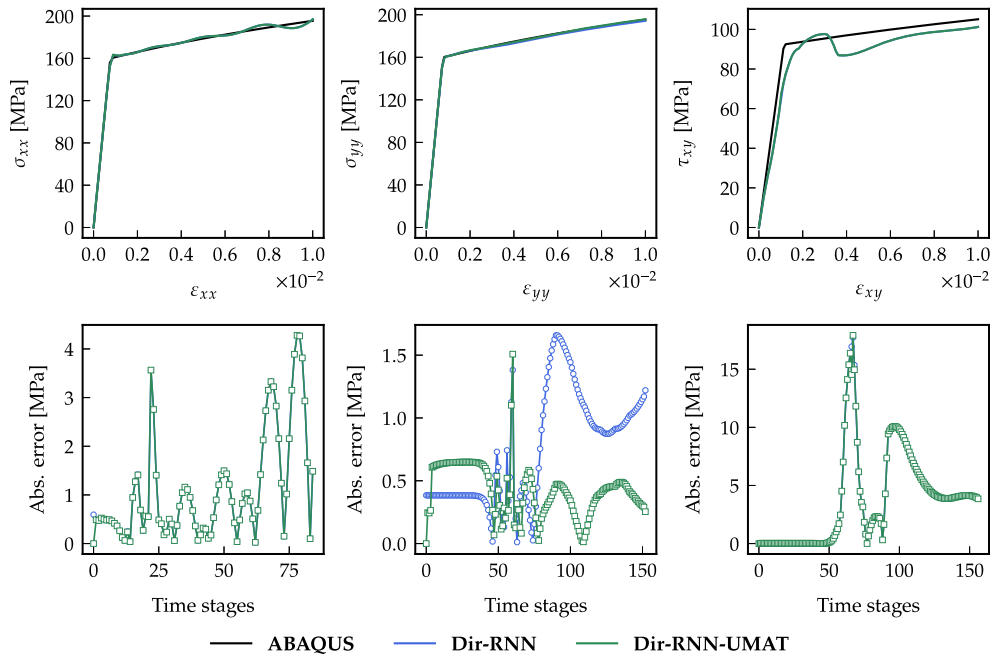 200
160
120
80
40
0
σxx [MPa]
0.0 0.2 0.4 0.6 0.8 1.0
×10−2
εxx
200
160
120
80
40
0
σyy [MPa]
0.0 0.2 0.4 0.6 0.8 1.0
×10−2
εyy
100
80
60
40
20
0
τxy [MPa]
0.0 0.2 0.4 0.6 0.8 1.0
×10−2
εxy
4
3
2
1
0
Abs. error [MPa]
0 25 50 75
Time stages
1.5
1.0
0.5
0.0
Abs. error [MPa]
0 50 100 150
Time stages
15
10
5
0
Abs. error [MPa]
0 50 100 150
Time stages
ABAQUS Dir-RNN Dir-RNN-UMAT